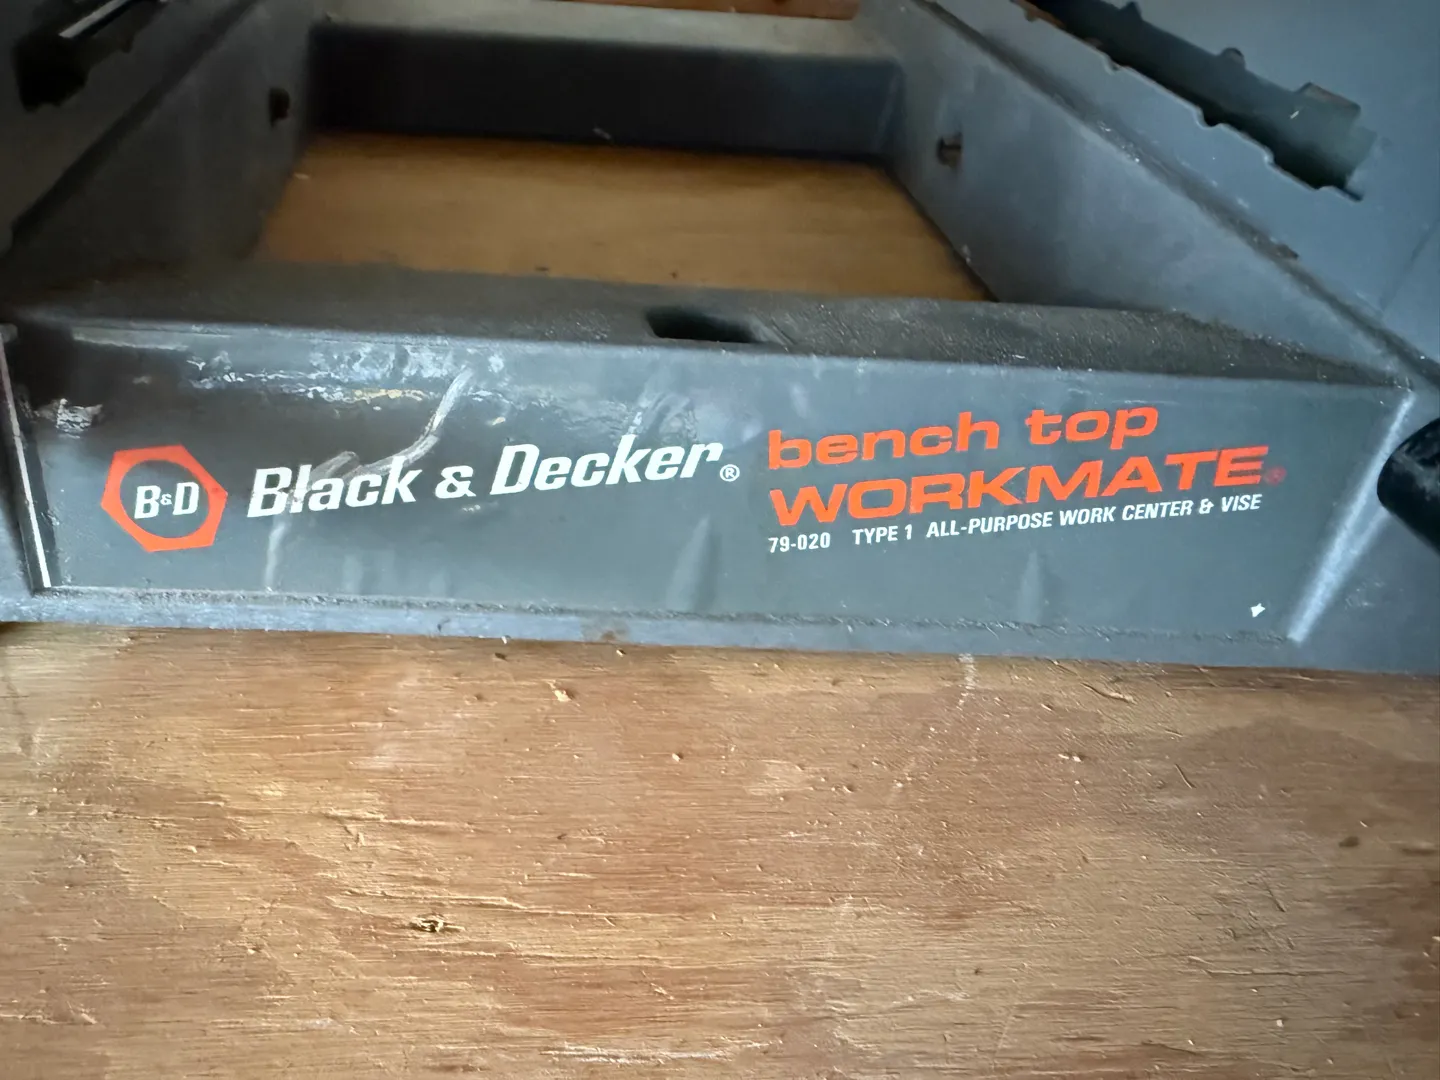 B&D
Black & Decker®
bench top
WORKMATE®
79-020 TYPE 1 ALL-PURPOSE WORK CENTER & VISE